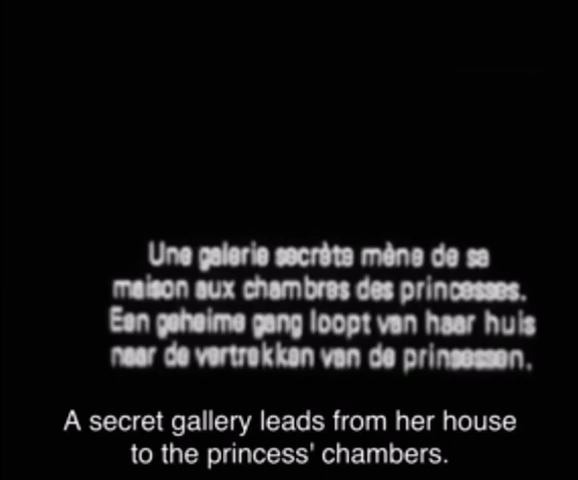 Une galerie secrète mène de sa
maison aux chambres des princesses.
Een geheime gang loopt van haar huis
naar de vertrekken van de prinsessen.
A secret gallery leads from her house
to the princess' chambers.